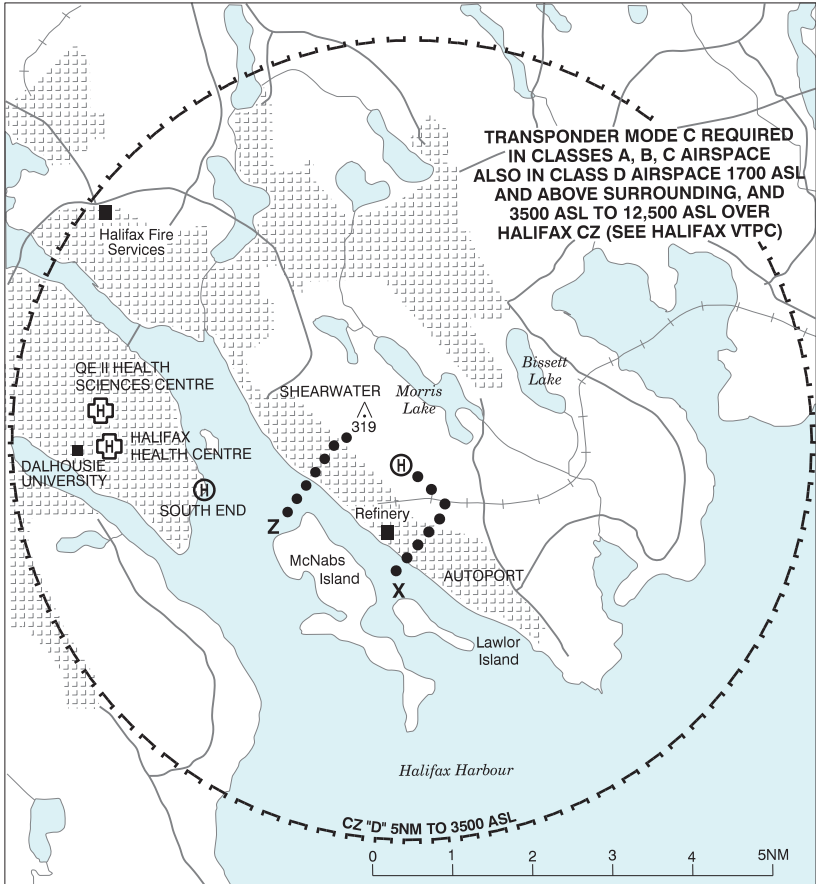 TRANSPONDER MODE C REQUIRED
IN CLASSES A, B, C AIRSPACE
ALSO IN CLASS D AIRSPACE 1700 ASL
AND ABOVE SURROUNDING, AND
3500 ASL TO 12,500 ASL OVER
HALIFAX CZ (SEE HALIFAX VTPC)
Halifax Fire
Services
QE II HEALTH
SCIENCES CENTRE
H
H
HALIFAX
HEALTH CENTRE
DALHOUSIE
UNIVERSITY
H
SOUTH END
SHEARWATER
319
Morris
Lake
Bissett
Lake
H
Z
Refinery
McNabs
Island
X
AUTOPORT
Lawlor
Island
Halifax Harbour
CZ "D" 5NM TO 3500 ASL
0 1 2 3 4 5NM